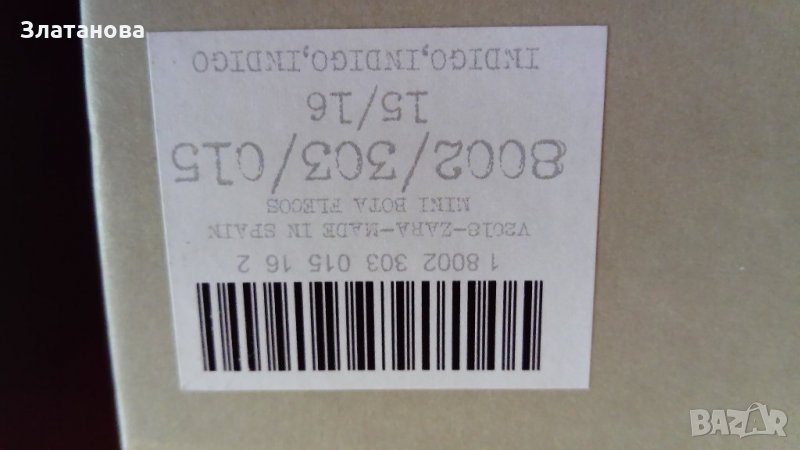 Златанова
1 8002 303 015 16 2
V2018-ZARA-MADE IN SPAIN
MINI BOTA FLECOS
8002/303/015
15/16
INDIGO,INDIGO,INDIGO
BAZAR